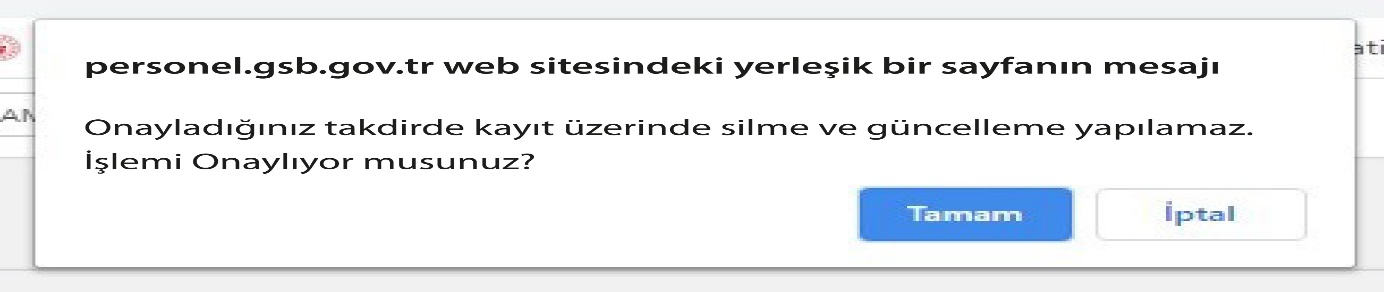 personel.gsb.gov.tr web sitesindeki yerleşik bir sayfanın mesajı
Onayladığınız takdirde kayıt üzerinde silme ve güncelleme yapılamaz.
İşlemi Onaylıyor musunuz?
Tamam İptal